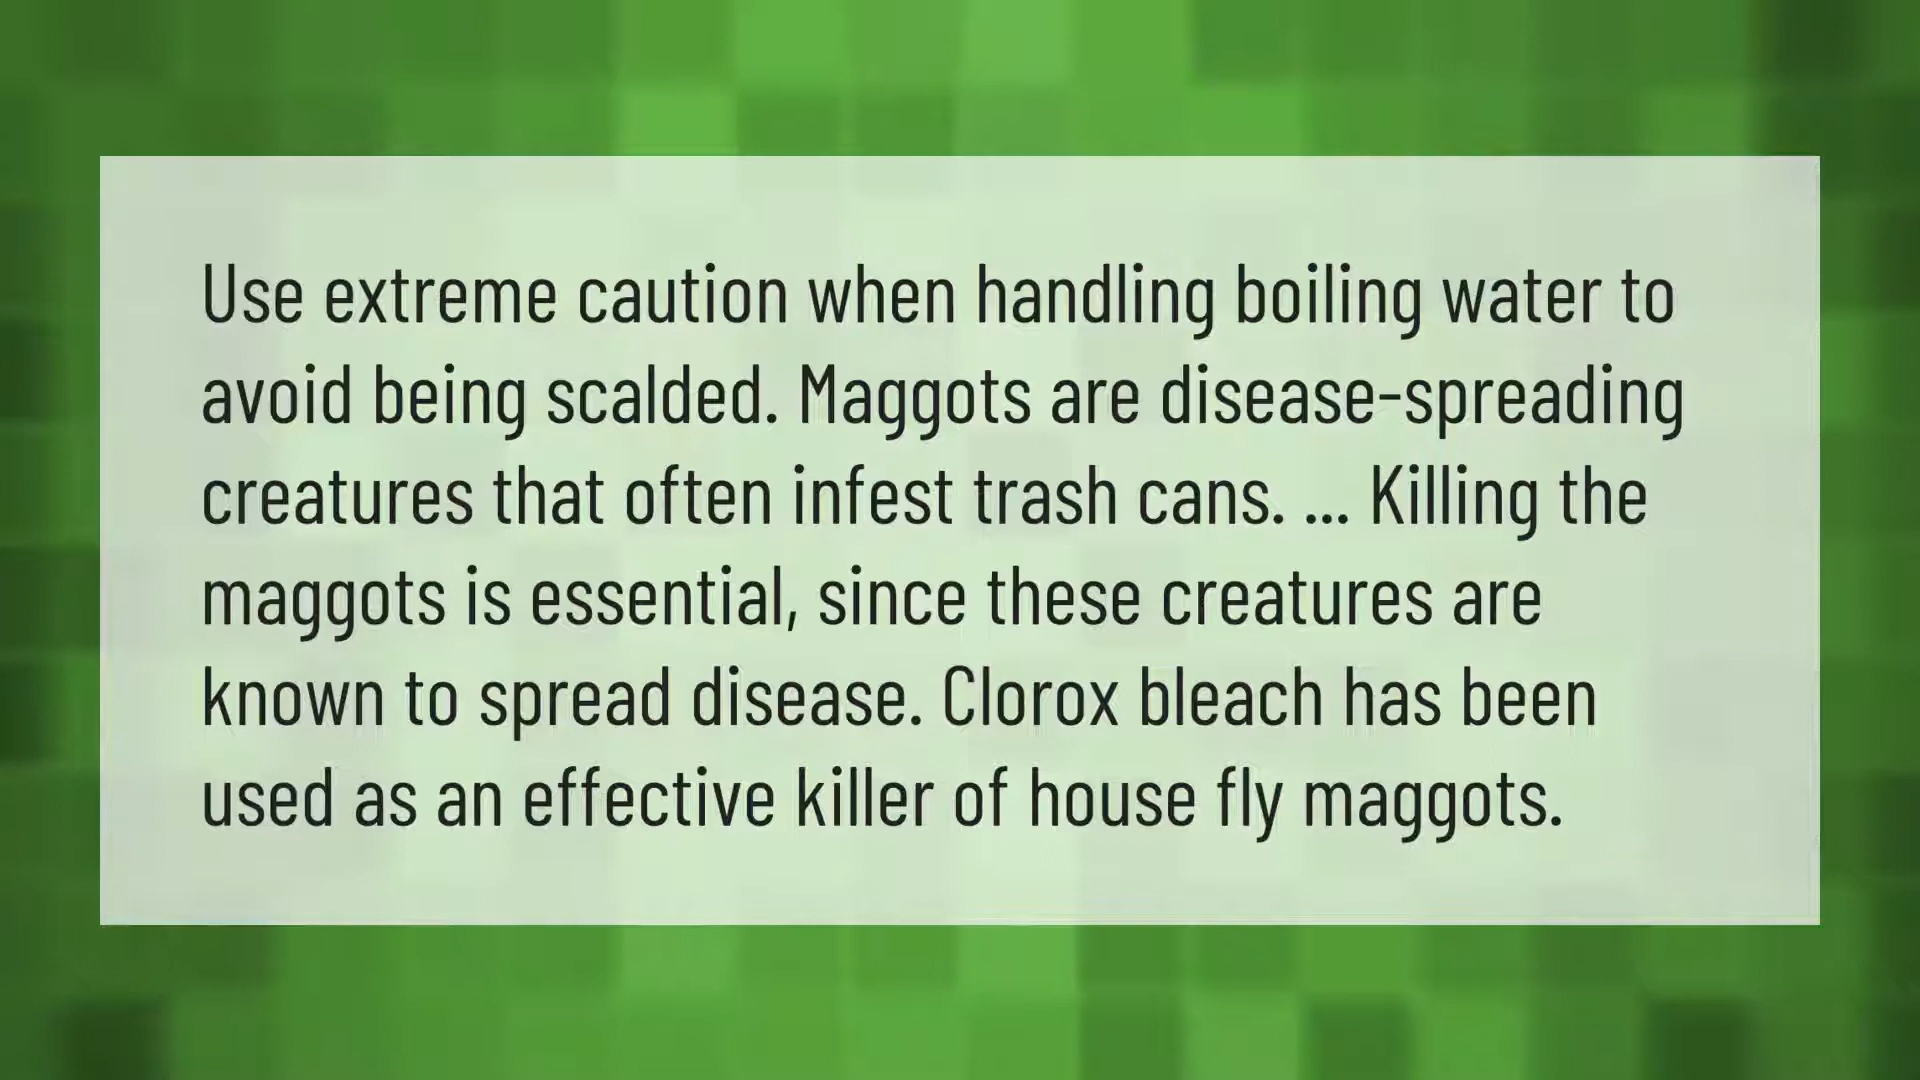 Use extreme caution when handling boiling water to
avoid being scalded. Maggots are disease-spreading
creatures that often infest trash cans. ... Killing the
maggots is essential, since these creatures are
known to spread disease. Clorox bleach has been
used as an effective killer of house fly maggots.